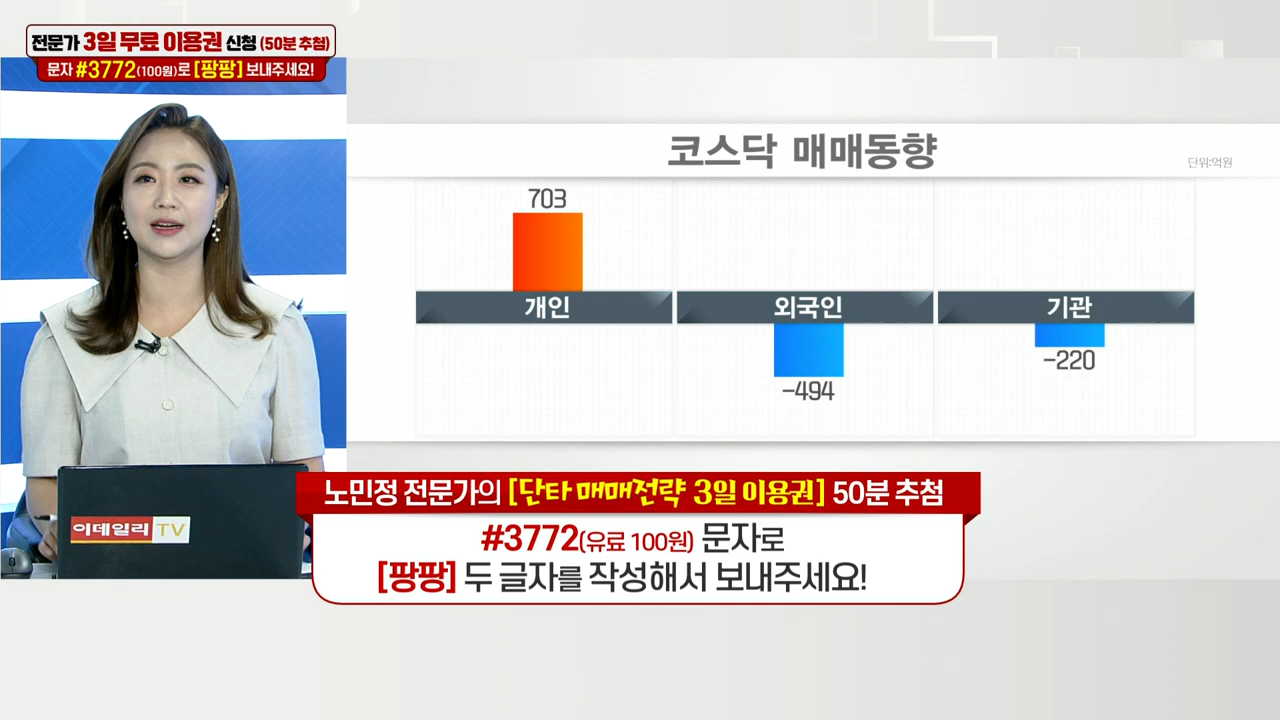 전문가 3일 무료 이용권 신청 (50분 추첨)
문자 #3772(100원)로 [팡팡] 보내주세요!
코스닥 매매동향
단위:억원
703
개인
외국인
기관
-494
-220
이데일리TV
노민정 전문가의 [단타 매매전략 3일 이용권] 50분 추첨
#3772(유료 100원) 문자로
[팡팡] 두 글자를 작성해서 보내주세요!